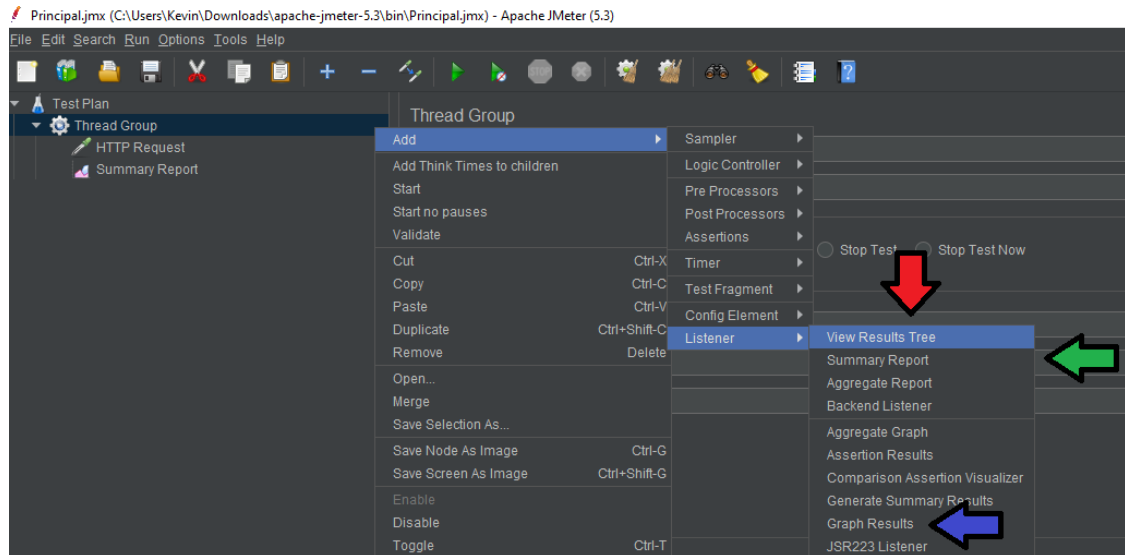 Principal.jmx (C:\Users\Kevin\Downloads\apache-jmeter-5.3\bin\Principal.jmx) - Apache JMeter (5.3)
File Edit Search Run Options Tools Help
STOP
Test Plan
Thread Group
HTTP Request
Summary Report
Thread Group
Stop Test
Stop Test Now
Add
Add Think Times to children
Start
Start no pauses
Validate
Cut Ctrl-X
Copy Ctrl-C
Paste Ctrl-V
Duplicate Ctrl+Shift-C
Remove Delete
Open...
Merge
Save Selection As...
Save Node As Image Ctrl-G
Save Screen As Image Ctrl+Shift-G
Enable
Disable
Toggle Ctrl-T
Sampler
Logic Controller
Pre Processors
Post Processors
Assertions
Timer
Test Fragment
Config Element
Listener
View Results Tree
Summary Report
Aggregate Report
Backend Listener
Aggregate Graph
Assertion Results
Comparison Assertion Visualizer
Generate Summary Results
Graph Results
JSR223 Listener